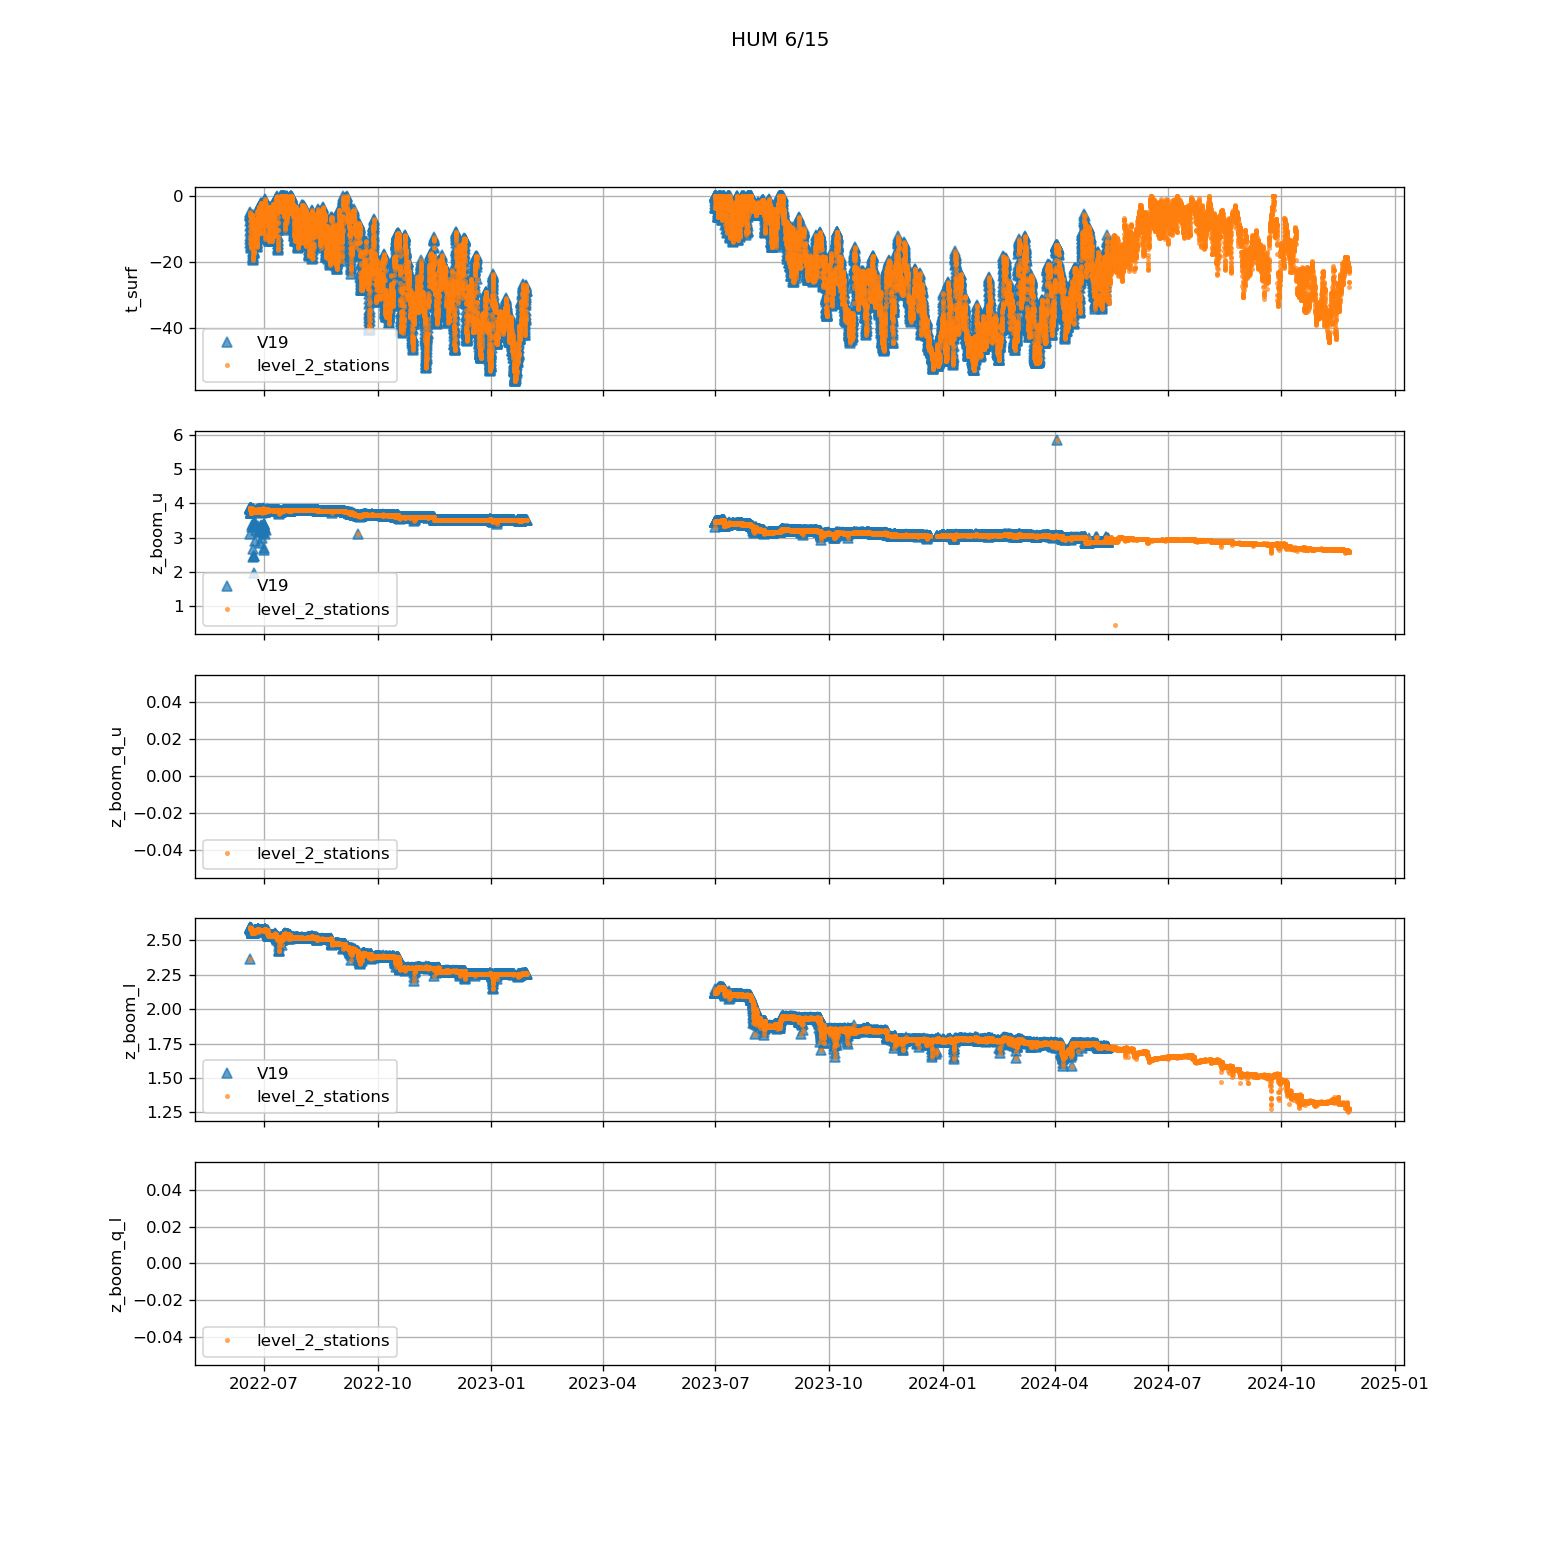 HUM 6/15
0
−20
−40
t_surf
V19
level_2_stations
6
5
4
3
2
1
z_boom_u
V19
level_2_stations
0.04
0.02
0.00
−0.02
−0.04
z_boom_q_u
level_2_stations
2.50
2.25
2.00
1.75
1.50
1.25
z_boom_l
V19
level_2_stations
0.04
0.02
0.00
−0.02
−0.04
z_boom_q_l
level_2_stations
2022-07 2022-10 2023-01 2023-04 2023-07 2023-10 2024-01 2024-04 2024-07 2024-10 2025-01